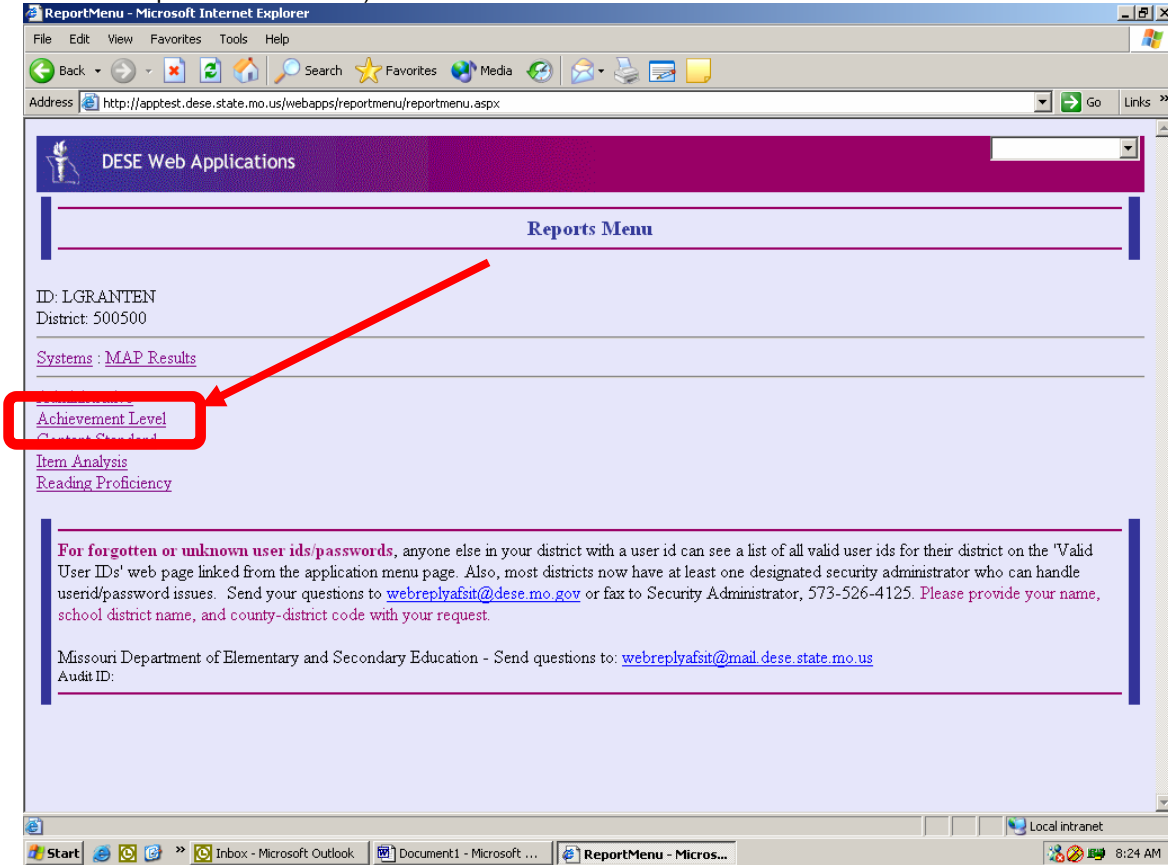 ReportMenu - Microsoft Internet Explorer
File Edit View Favorites Tools Help
Back Search Favorites Media
Address http://apptest.dese.state.mo.us/webapps/reportmenu/reportmenu.aspx Go Links »
DESE Web Applications
Reports Menu
ID: LGRANTEN
District: 500500
Systems : MAP Results
Achievement Level
Content Standard
Item Analysis
Reading Proficiency
For forgotten or unknown user ids/passwords, anyone else in your district with a user id can see a list of all valid user ids for their district on the 'Valid
User IDs' web page linked from the application menu page. Also, most districts now have at least one designated security administrator who can handle
userid/password issues. Send your questions to webreplyafsit@dese.mo.gov or fax to Security Administrator, 573-526-4125. Please provide your name,
school district name, and county-district code with your request.
Missouri Department of Elementary and Secondary Education - Send questions to: webreplyafsit@mail.dese.state.mo.us
Audit ID:
Local intranet
Start » Inbox - Microsoft Outlook Document1 - Microsoft ... ReportMenu - Micros... 8:24 AM